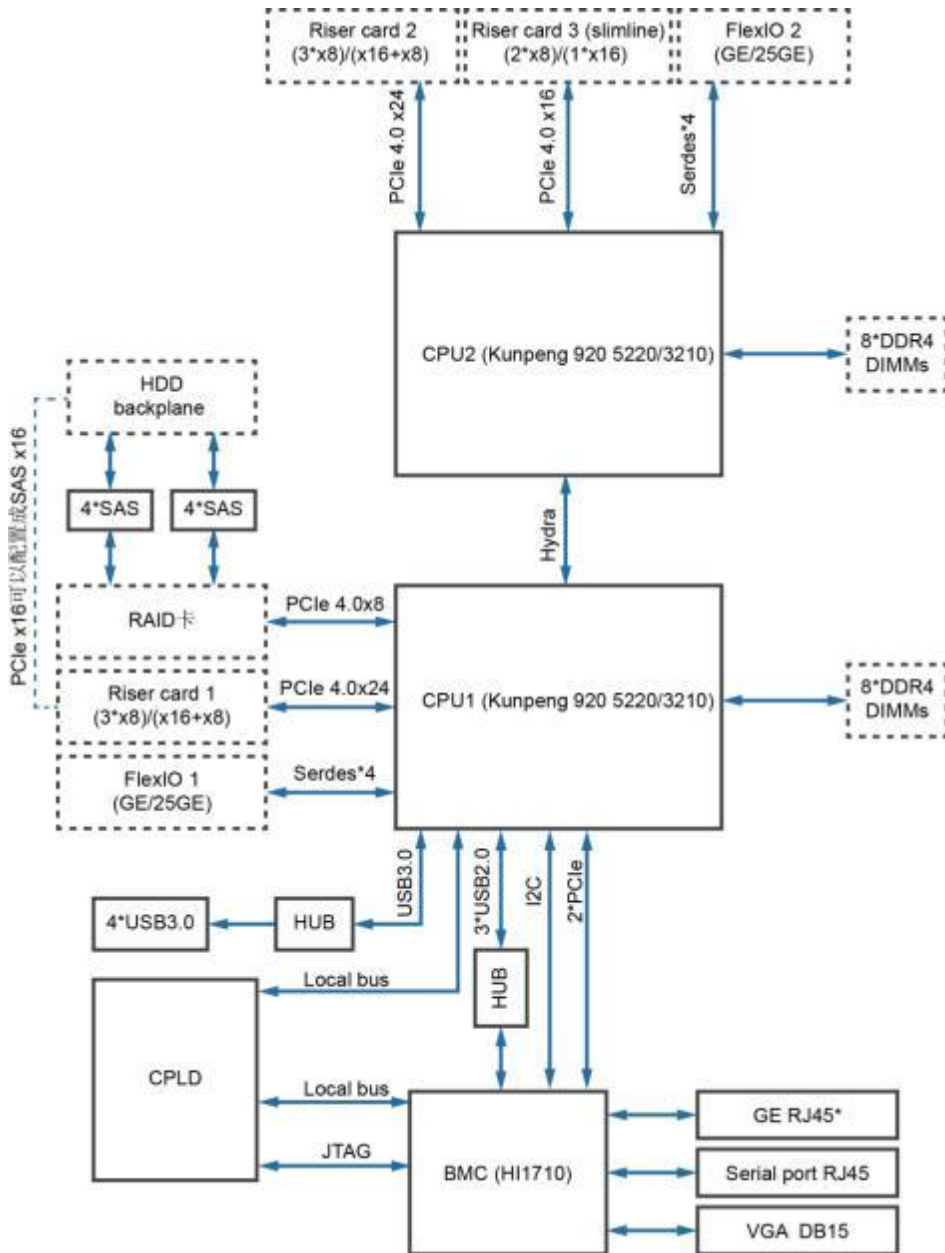 Riser card 2
(3*x8)/(x16+x8)
Riser card 3 (slimline)
(2*x8)/(1*x16)
FlexIO 2
(GE/25GE)
PCIe 4.0 x24
PCIe 4.0 x16
Serdes*4
CPU2 (Kunpeng 920 5220/3210)
8*DDR4
DIMMs
HDD
backplane
PCIe x16可以配置成SAS x16
4*SAS
4*SAS
Hydra
RAID卡
PCIe 4.0x8
Riser card 1
(3*x8)/(x16+x8)
PCIe 4.0x24
CPU1 (Kunpeng 920 5220/3210)
8*DDR4
DIMMs
FlexIO 1
(GE/25GE)
Serdes*4
USB3.0
3*USB2.0
I2C
2*PCIe
4*USB3.0
HUB
HUB
Local bus
CPLD
Local bus
JTAG
BMC (HI1710)
GE RJ45*
Serial port RJ45
VGA DB15